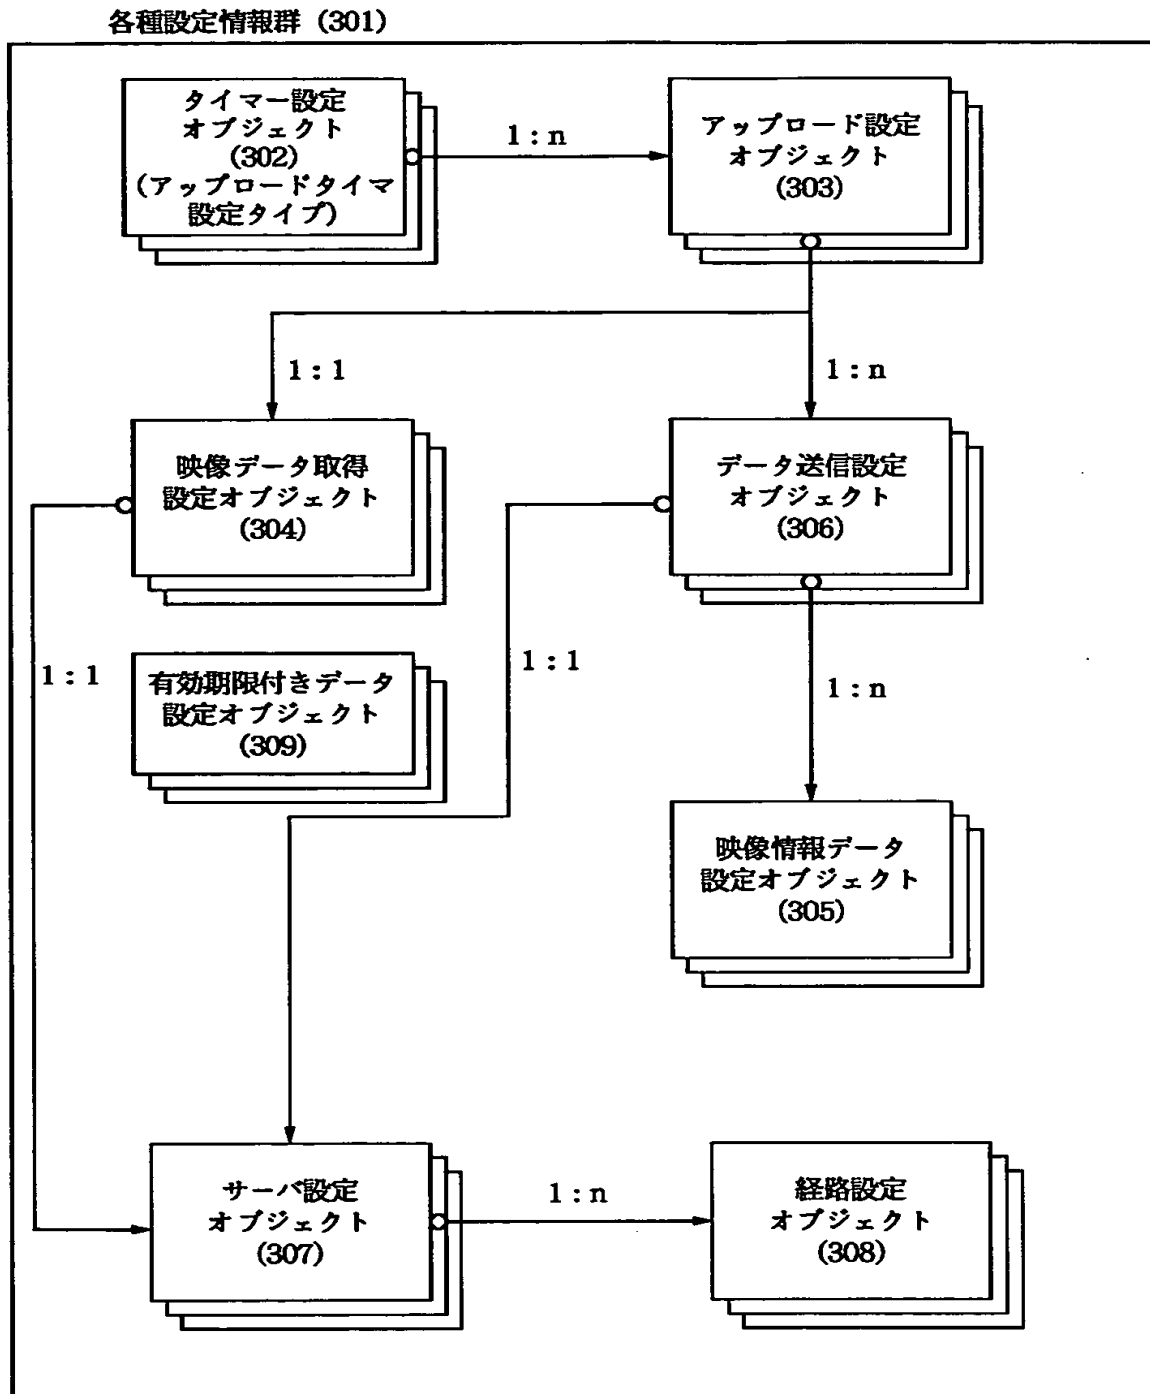 各種設定情報群 (301)
タイマー設定
オブジェクト
(302)
(アップロードタイマ
設定タイプ)
1:n
アップロード設定
オブジェクト
(303)
1:1
1:n
映像データ取得
設定オブジェクト
(304)
データ送信設定
オブジェクト
(306)
1:1
有効期限付きデータ
設定オブジェクト
(309)
1:1
1:n
映像情報データ
設定オブジェクト
(305)
サーバ設定
オブジェクト
(307)
1:n
経路設定
オブジェクト
(308)